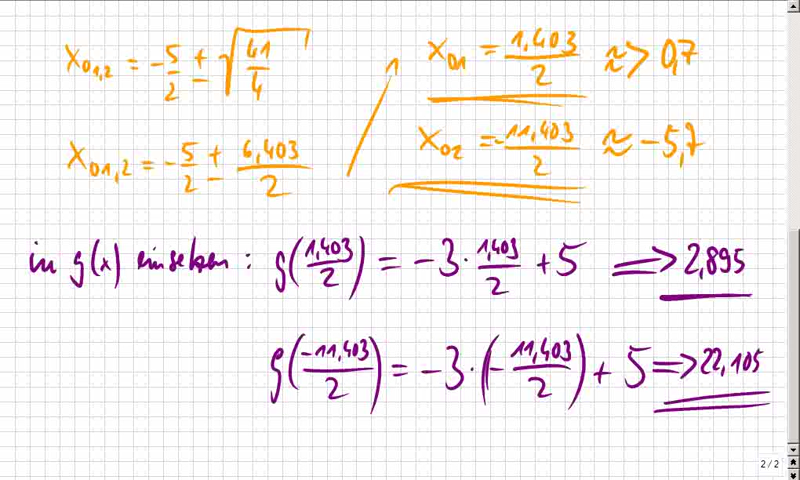 x₀₁,₂ = -5/2 ± √(41/4)
x₀₁,₂ = -5/2 ± 6,403/2
x₀₁ = 1,403/2 ≈> 0,7
x₀₂ = -11,403/2 ≈ -5,7
in g(x) einsetzen: g(1,403/2) = -3 · 1,403/2 + 5 => 2,895
g(-11,403/2) = -3 · (-11,403/2) + 5 => 22,105
2 / 2